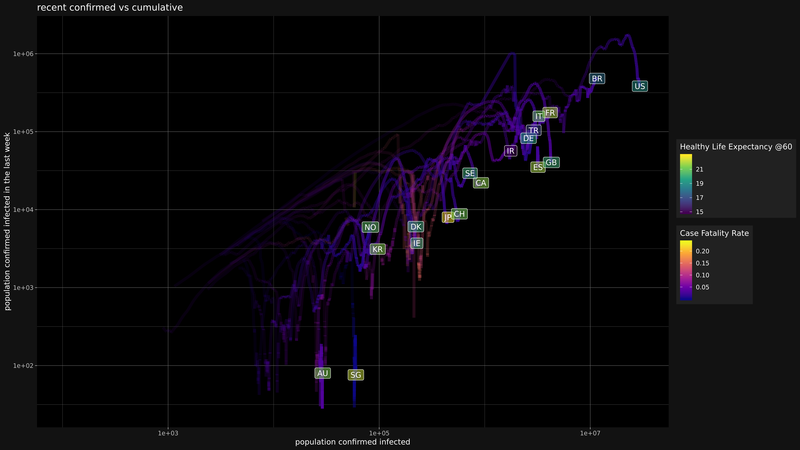 recent confirmed vs cumulative
population confirmed infected in the last week
1e+06
1e+05
1e+04
1e+03
1e+02
BR
US
IT
FR
TR
DE
IR
ES
GB
SE
CA
JP
CH
NO
DK
KR
IE
AU
SG
1e+03
1e+05
1e+07
population confirmed infected
Healthy Life Expectancy @60
21
19
17
15
Case Fatality Rate
0.20
0.15
0.10
0.05